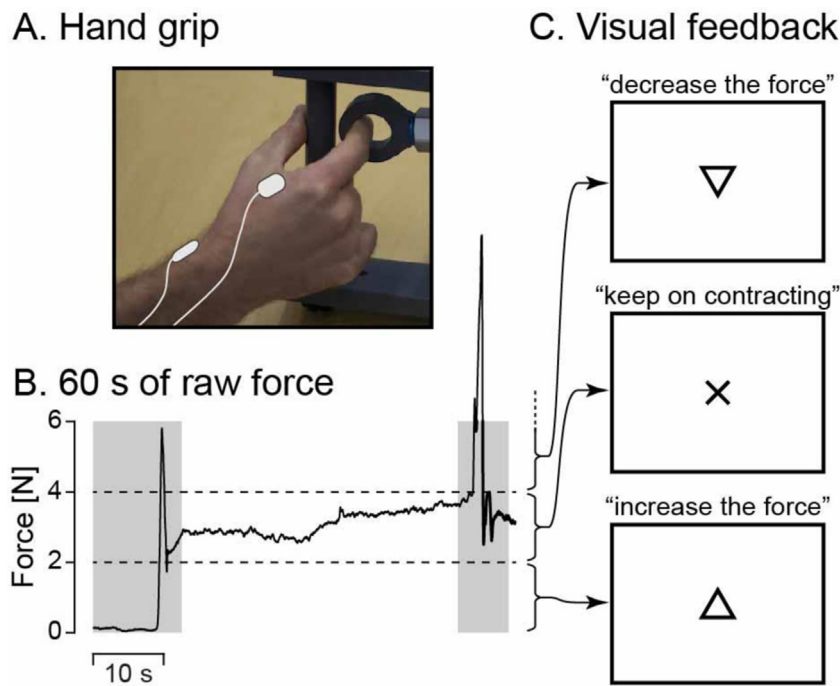 A. Hand grip
C. Visual feedback
“decrease the force”
“keep on contracting”
B. 60 s of raw force
6
4
2
0
Force [N]
10 s
“increase the force”